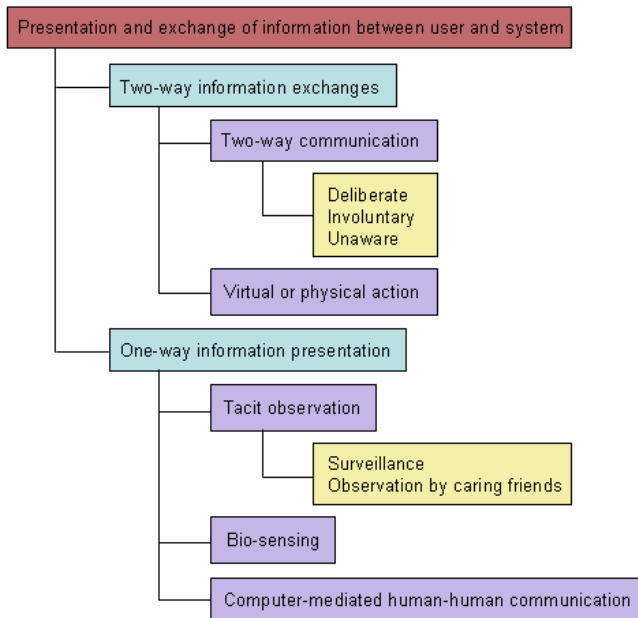 Presentation and exchange of information between user and system
Two-way information exchanges
Two-way communication
Deliberate
Involuntary
Unaware
Virtual or physical action
One-way information presentation
Tacit observation
Surveillance
Observation by caring friends
Bio-sensing
Computer-mediated human-human communication